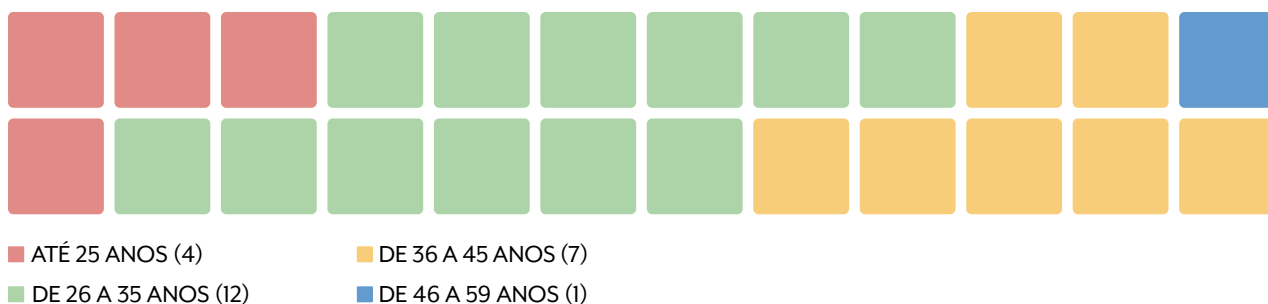 ATÉ 25 ANOS (4)
DE 26 A 35 ANOS (12)
DE 36 A 45 ANOS (7)
DE 46 A 59 ANOS (1)